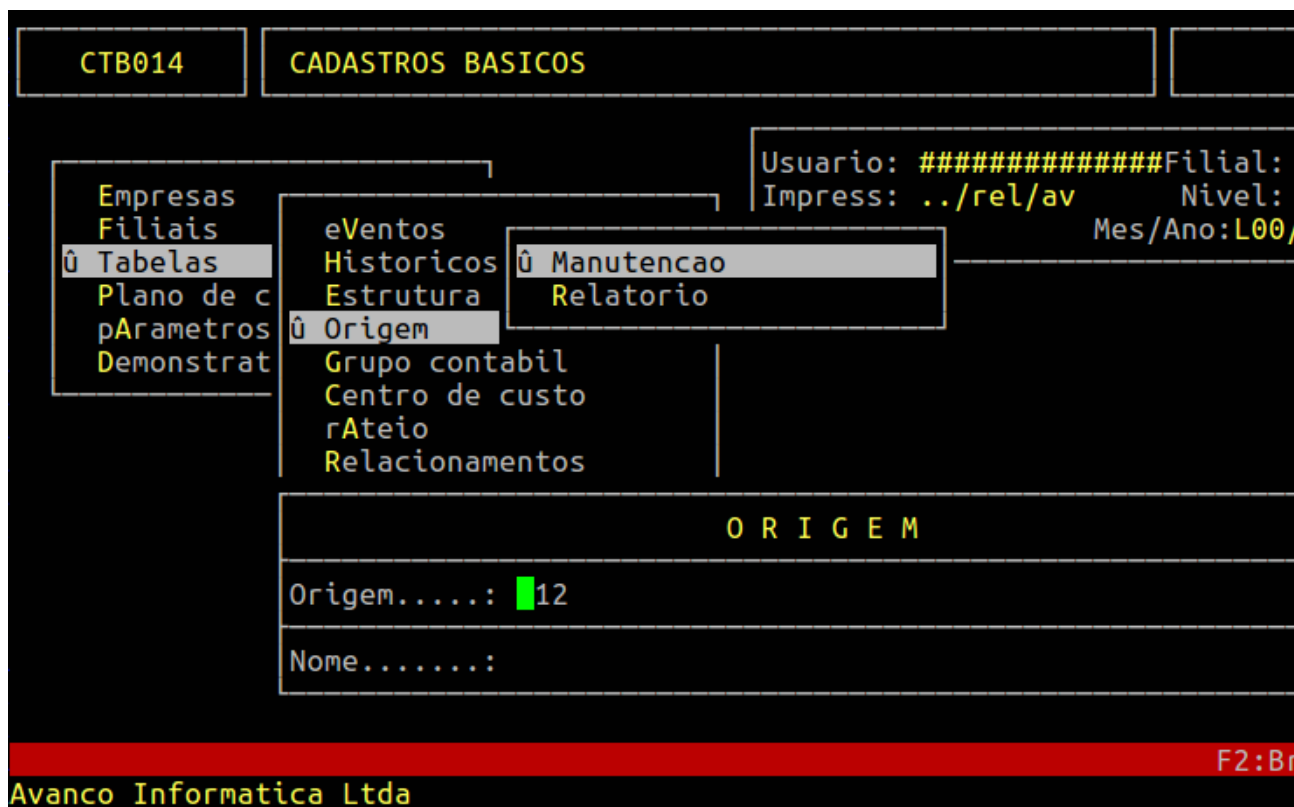 CTB014 CADASTROS BASICOS
Usuario: ##############Filial:
Empresas Impress: ../rel/av Nivel:
Filiais eVentos Mes/Ano:L00/
û Tabelas Historicos û Manutencao
Plano de c Estrutura Relatorio
pArametros û Origem
Demonstrat Grupo contabil
Centro de custo
rAteio
Relacionamentos
O R I G E M
Origem.....: 12
Nome.......:
F2:Br
Avanco Informatica Ltda